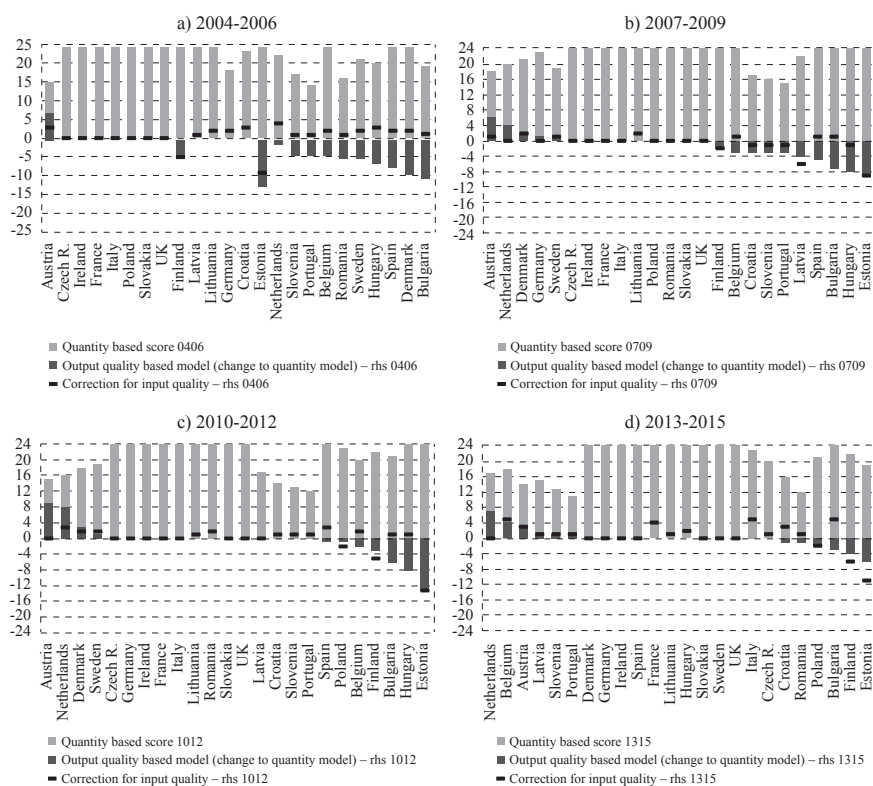 a) 2004-2006
25
20
15
10
5
0
-5
-10
-15
-20
-25
Austria
Czech R.
Ireland
France
Italy
Poland
Slovakia
UK
Finland
Latvia
Lithuania
Germany
Croatia
Estonia
Netherlands
Slovenia
Portugal
Belgium
Romania
Sweden
Hungary
Spain
Denmark
Bulgaria
Quantity based score 0406
Output quality based model (change to quantity model) – rhs 0406
Correction for input quality – rhs 0406
b) 2007-2009
24
20
16
12
8
4
0
-4
-8
-12
-16
-20
-24
Austria
Netherlands
Denmark
Germany
Sweden
Czech R.
Ireland
France
Italy
Lithuania
Poland
Romania
Slovakia
UK
Finland
Belgium
Croatia
Slovenia
Portugal
Latvia
Spain
Bulgaria
Hungary
Estonia
Quantity based score 0709
Output quality based model (change to quantity model) – rhs 0709
Correction for input quality – rhs 0709
c) 2010-2012
24
20
16
12
8
4
0
-4
-8
-12
-16
-20
-24
Austria
Netherlands
Denmark
Sweden
Czech R.
Germany
Ireland
France
Italy
Lithuania
Romania
Slovakia
UK
Latvia
Croatia
Slovenia
Portugal
Spain
Poland
Belgium
Finland
Bulgaria
Hungary
Estonia
Quantity based score 1012
Output quality based model (change to quantity model) – rhs 1012
Correction for input quality – rhs 1012
d) 2013-2015
24
20
16
12
8
4
0
-4
-8
-12
-16
-20
-24
Netherlands
Belgium
Austria
Latvia
Slovenia
Portugal
Denmark
Germany
Ireland
Spain
France
Lithuania
Hungary
Slovakia
Sweden
UK
Italy
Czech R.
Croatia
Romania
Poland
Bulgaria
Finland
Estonia
Quantity based score 1315
Output quality based model (change to quantity model) – rhs 1315
Correction for input quality – rhs 1315